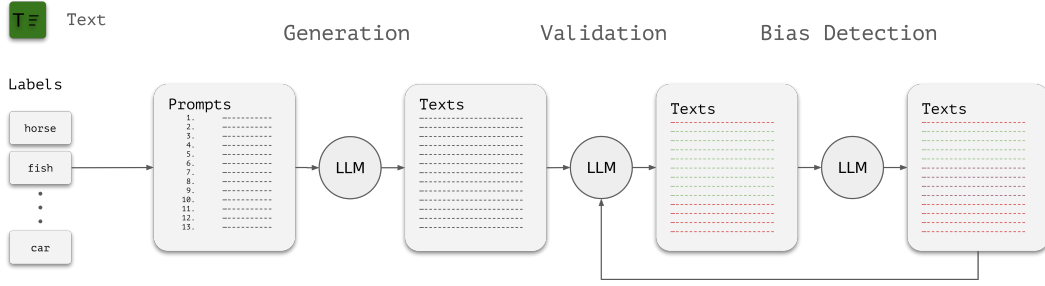 T
Text
Generation
Validation
Bias Detection
Labels
horse
fish
car
Prompts
1.
2.
3.
4.
5.
6.
7.
8.
9.
10.
11.
12.
13.
LLM
Texts
LLM
Texts
LLM
Texts